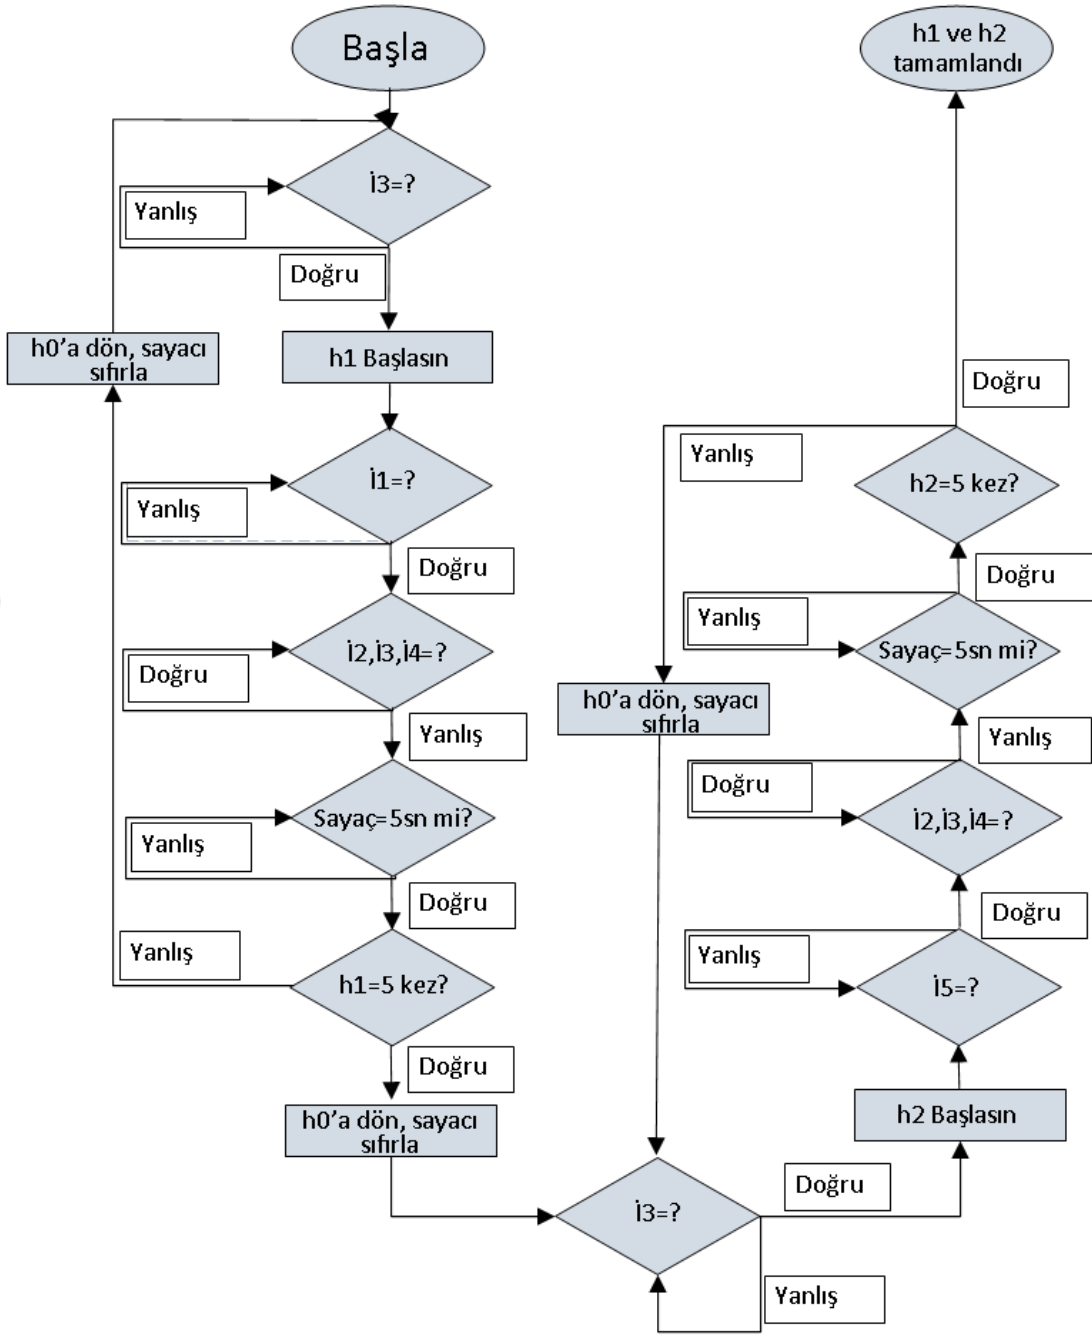 Başla
İ3=?
Yanlış
Doğru
h0’a dön, sayacı
sıfırla
h1 Başlasın
İ1=?
Yanlış
Doğru
İ2,İ3,İ4=?
Doğru
Yanlış
Sayaç=5sn mi?
Yanlış
Doğru
h1=5 kez?
Yanlış
Doğru
h0’a dön, sayacı
sıfırla
İ3=?
Doğru
Yanlış
h2 Başlasın
İ5=?
Yanlış
Doğru
İ2,İ3,İ4=?
Doğru
Yanlış
Sayaç=5sn mi?
Yanlış
Doğru
h2=5 kez?
Yanlış
Doğru
h0’a dön, sayacı
sıfırla
h1 ve h2
tamamlandı